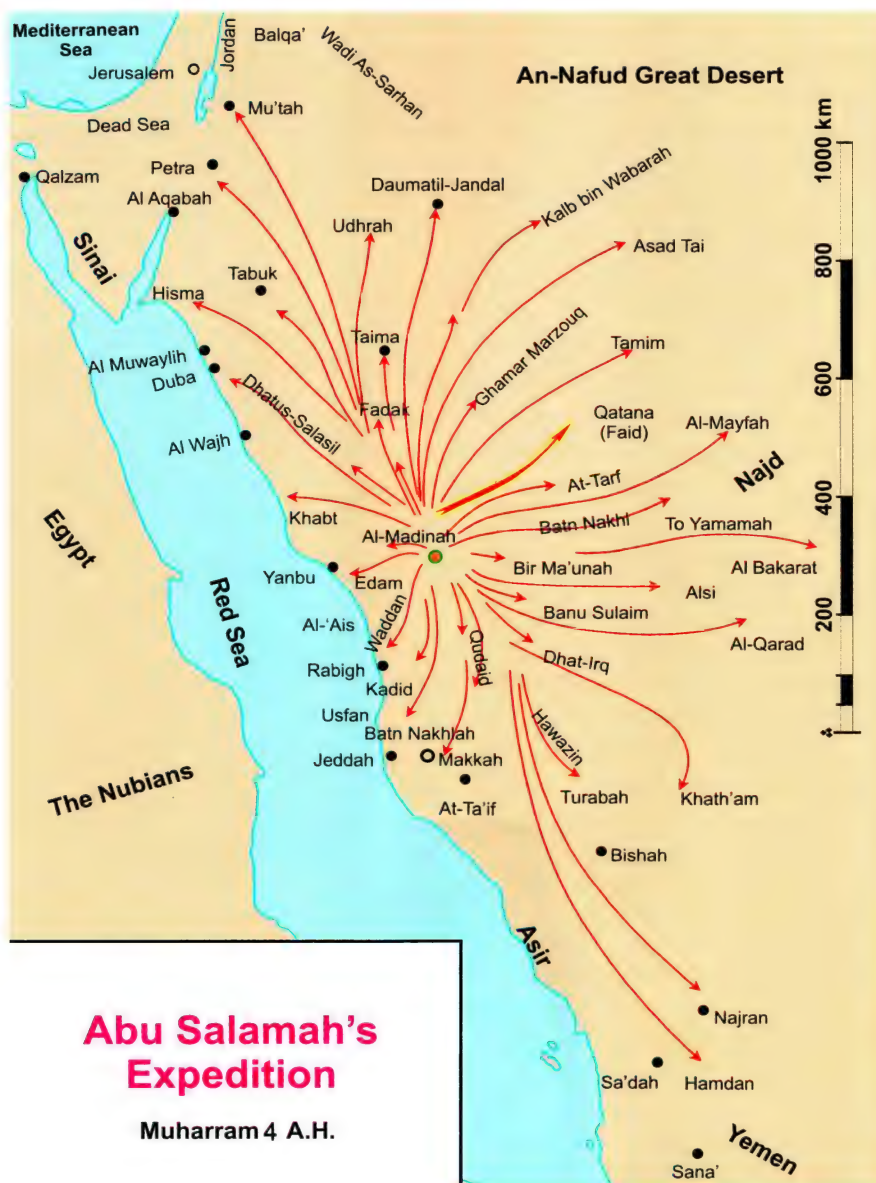 Mediterranean
Sea
Jordan
Balqa'
Wadi As-Sarhan
Jerusalem
An-Nafud Great Desert
Mu'tah
Dead Sea
Petra
Qalzam
Al Aqabah
Daumatil-Jandal
Kalb bin Wabarah
Udhrah
Asad Tai
Sinai
Tabuk
Hisma
Taima
Ghamar Marzouq
Tamim
Al Muwaylih
Duba
Dhatus-Salasil
Fadak
Qatana
(Faid)
Al-Mayfah
Al Wajh
At-Tarf
Najd
Khabt
Al-Madinah
Batn Nakhl
To Yamamah
Egypt
Yanbu
Edam
Bir Ma'unah
Al Bakarat
Red Sea
Al-'Ais
Waddan
Banu Sulaim
Alsi
Al-Qarad
Rabigh
Kadid
Qudaid
Dhat-Irq
Usfan
Batn Nakhlah
Hawazin
Jeddah
Makkah
The Nubians
At-Ta'if
Turabah
Khath'am
Bishah
Asir
Najran
Sa'dah
Hamdan
Yemen
Sana'
1000 km
800
600
400
200
Abu Salamah's
Expedition
Muharram 4 A.H.